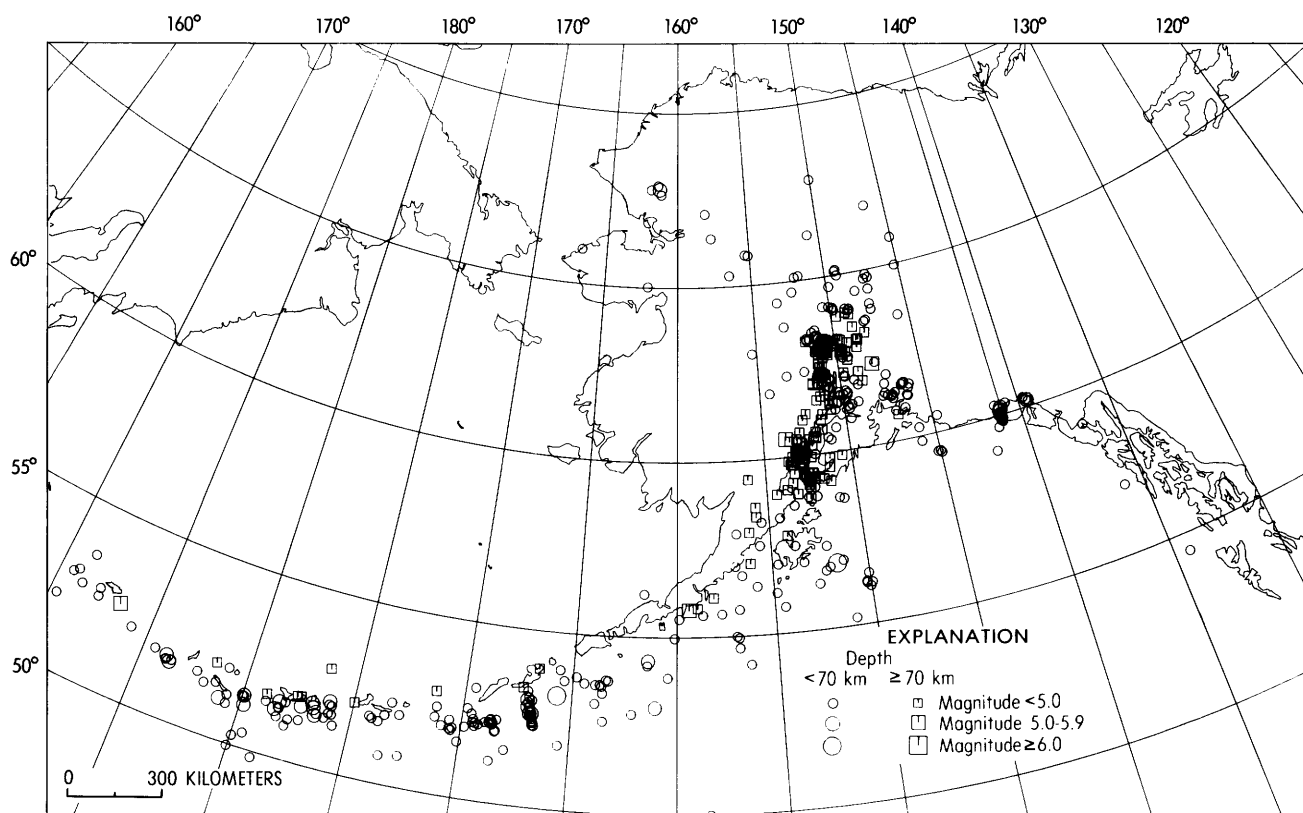 160° 170° 180° 170° 160° 150° 140° 130° 120°
60°
55°
50°
EXPLANATION
Depth
<70 km ≥70 km
Magnitude <5.0
Magnitude 5.0-5.9
Magnitude ≥6.0
0 300 KILOMETERS